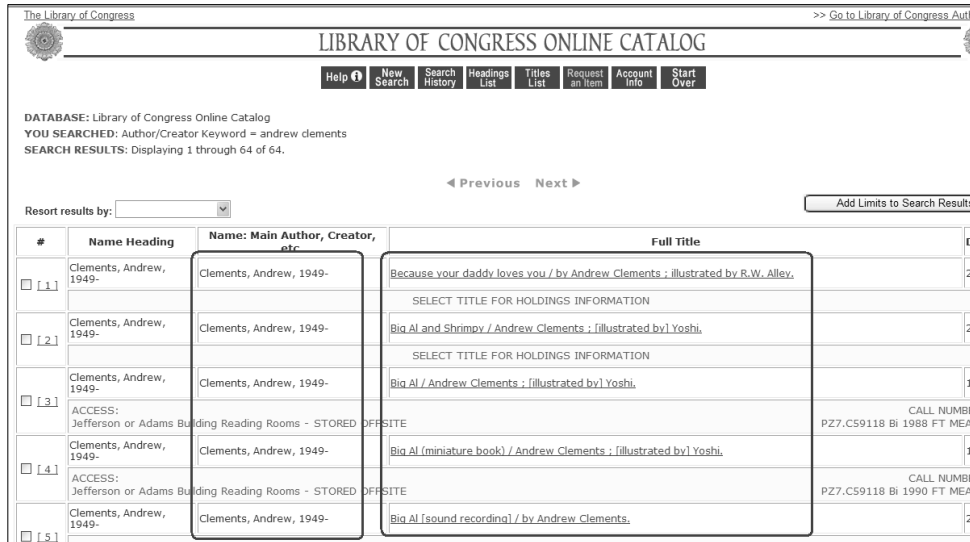 The Library of Congress
>> Go to Library of Congress Auth
LIBRARY OF CONGRESS ONLINE CATALOG
Help New Search Search History Headings List Titles List Request an Item Account Info Start Over
DATABASE: Library of Congress Online Catalog
YOU SEARCHED: Author/Creator Keyword = andrew clements
SEARCH RESULTS: Displaying 1 through 64 of 64.
Previous Next
Resort results by:
Add Limits to Search Results
# Name Heading Name: Main Author, Creator, etc Full Title
[ 1 ] Clements, Andrew, 1949- Clements, Andrew, 1949- Because your daddy loves you / by Andrew Clements ; illustrated by R.W. Alley. 2
SELECT TITLE FOR HOLDINGS INFORMATION
[ 2 ] Clements, Andrew, 1949- Clements, Andrew, 1949- Big Al and Shrimpy / Andrew Clements ; [illustrated by] Yoshi. 2
SELECT TITLE FOR HOLDINGS INFORMATION
[ 3 ] Clements, Andrew, 1949- Clements, Andrew, 1949- Big Al / Andrew Clements ; [illustrated by] Yoshi. 1
ACCESS: CALL NUMBE
Jefferson or Adams Building Reading Rooms - STORED OFFSITE PZ7.C59118 Bi 1988 FT MEA
[ 4 ] Clements, Andrew, 1949- Clements, Andrew, 1949- Big Al (miniature book) / Andrew Clements ; [illustrated by] Yoshi. 1
ACCESS: CALL NUMBE
Jefferson or Adams Building Reading Rooms - STORED OFFSITE PZ7.C59118 Bi 1990 FT MEA
[ 5 ] Clements, Andrew, 1949- Clements, Andrew, 1949- Big Al [sound recording] / by Andrew Clements. 2